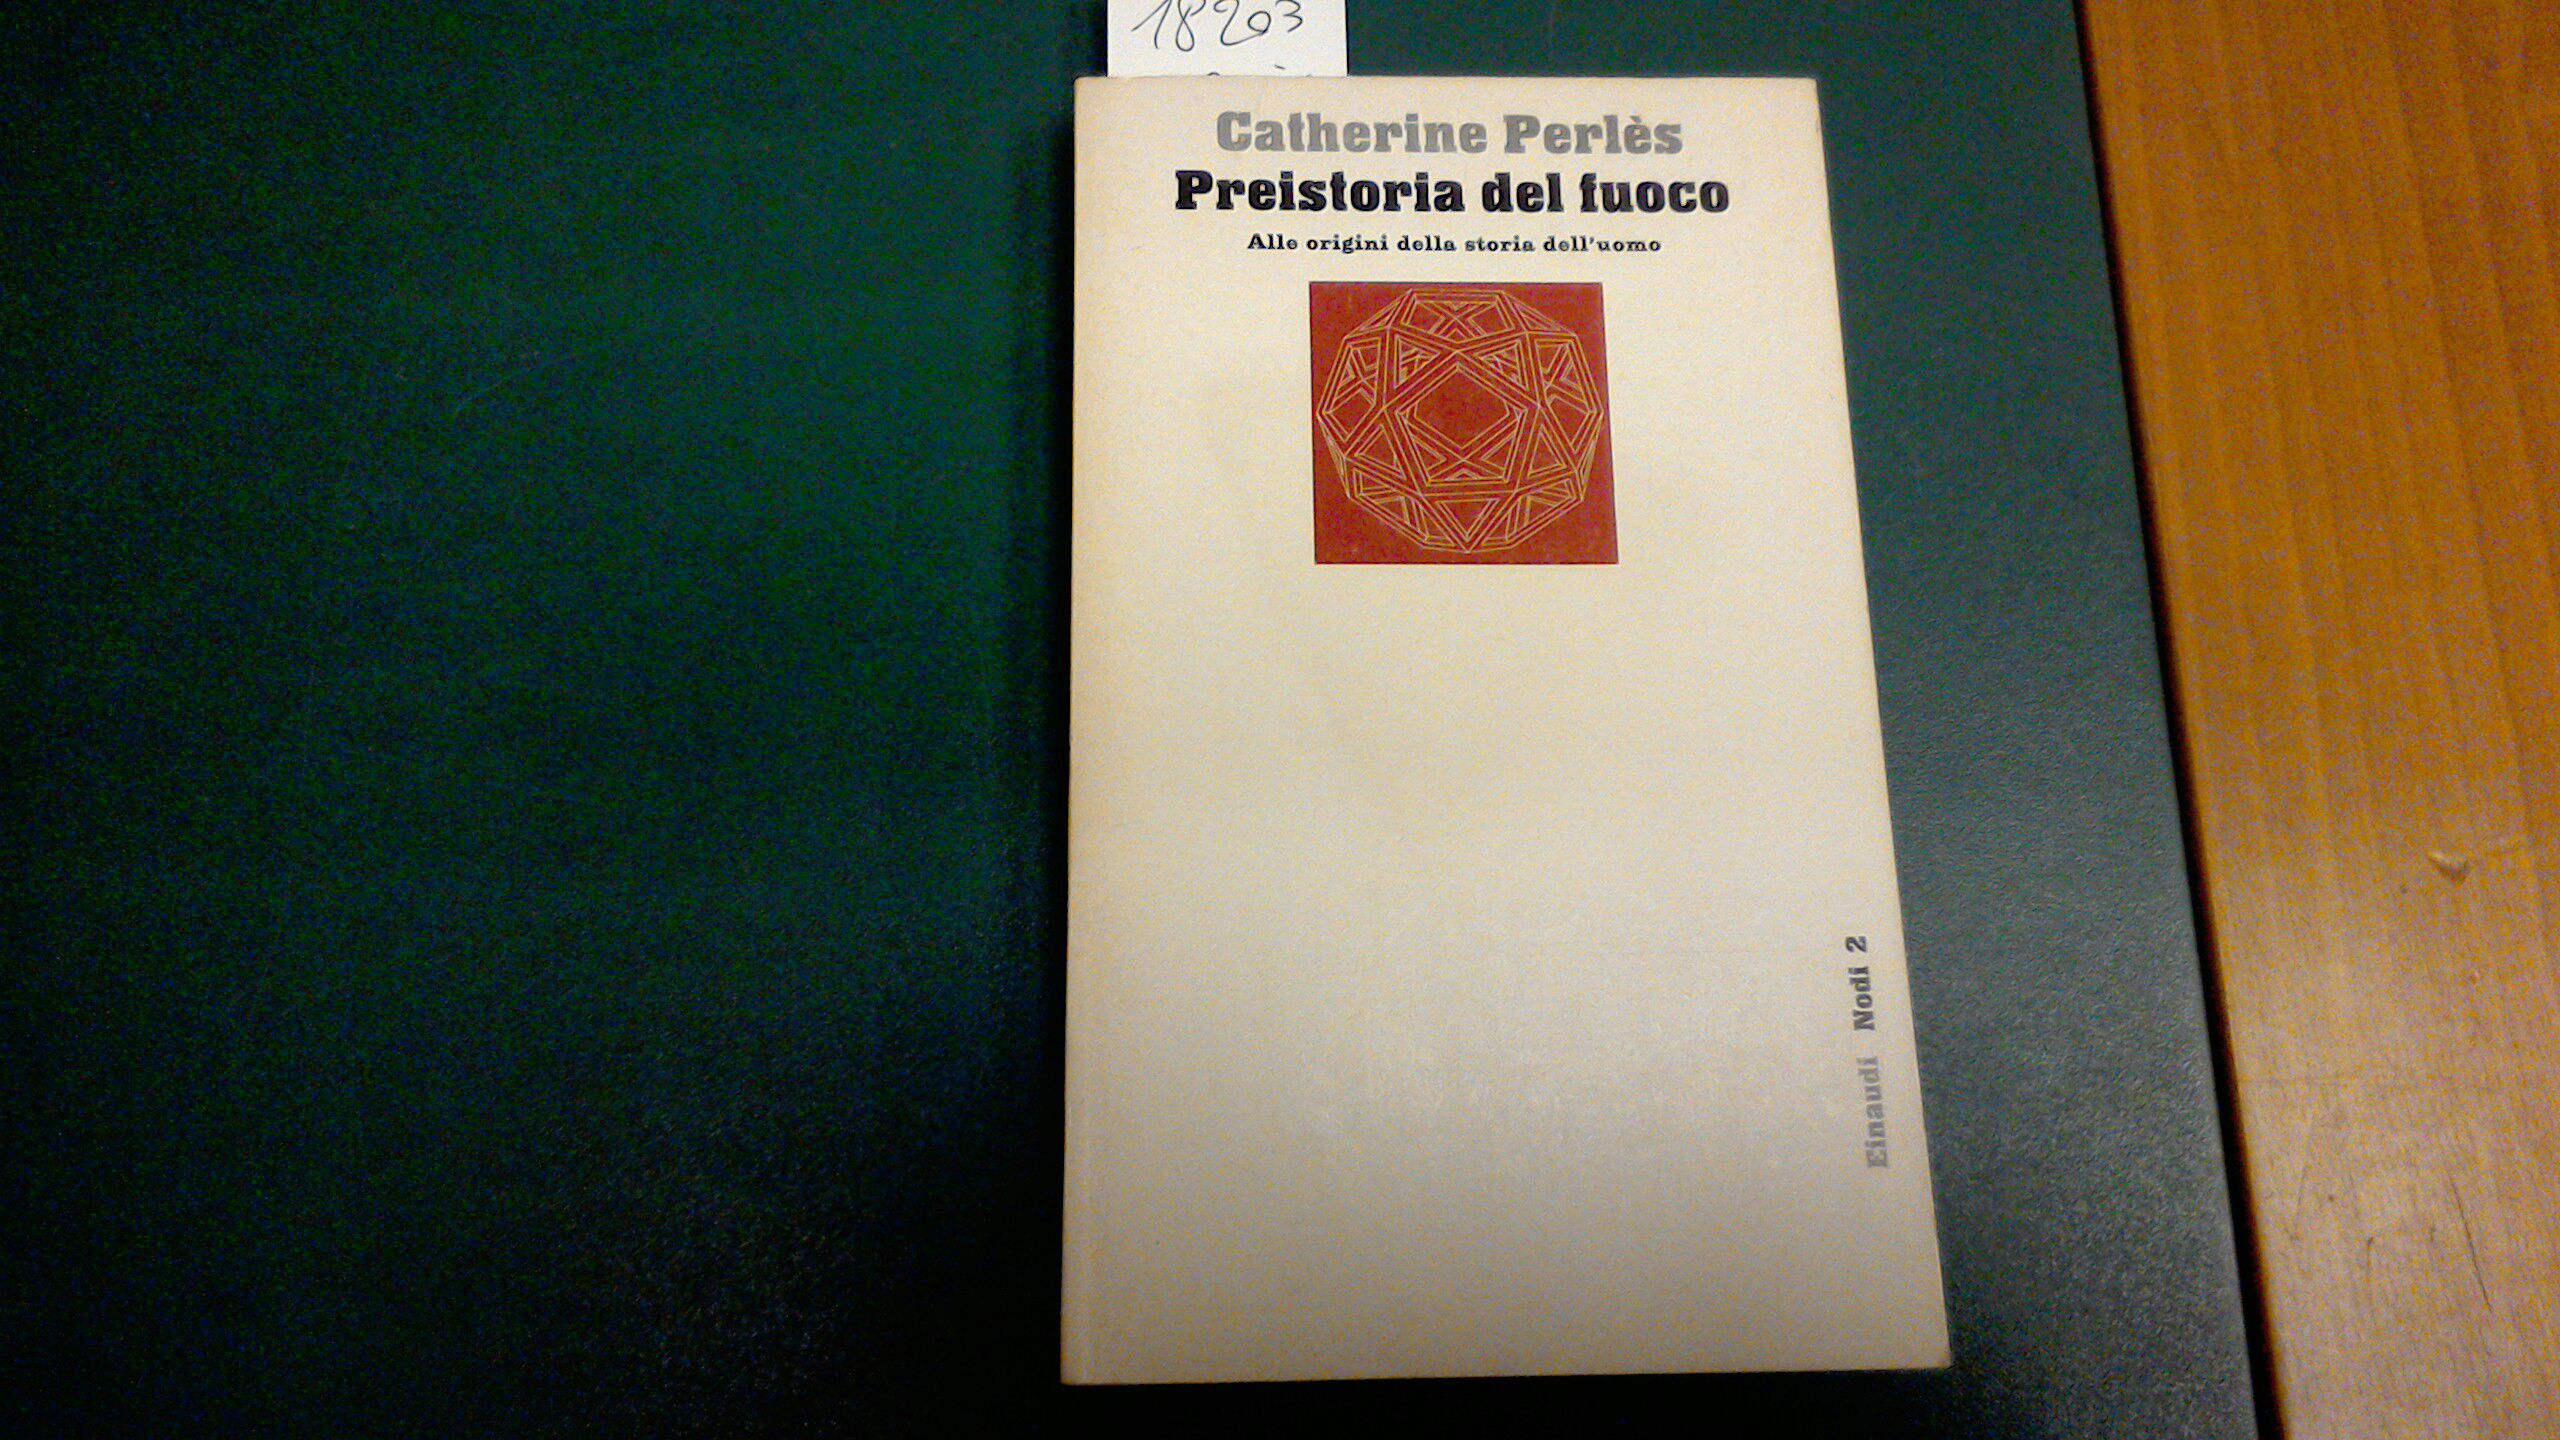 18203
Catherine Perlès
Preistoria del fuoco
Alle origini della storia dell'uomo
Einaudi Nodi 2